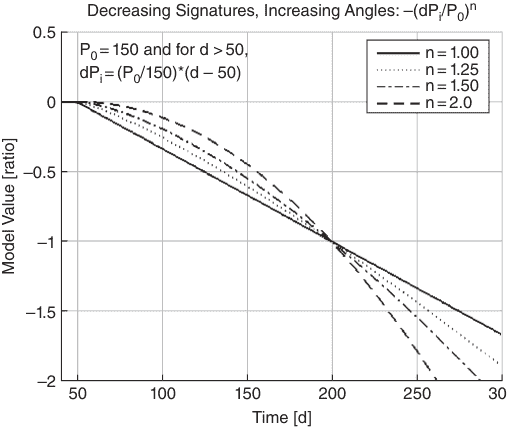 Decreasing Signatures, Increasing Angles: –(dPᵢ/P₀)ⁿ
P₀ = 150 and for d > 50,
dPᵢ = (P₀/150)*(d – 50)
n = 1.00
n = 1.25
n = 1.50
n = 2.0
Model Value [ratio]
0.5
0
–0.5
–1
–1.5
–2
50
100
150
200
250
30
Time [d]